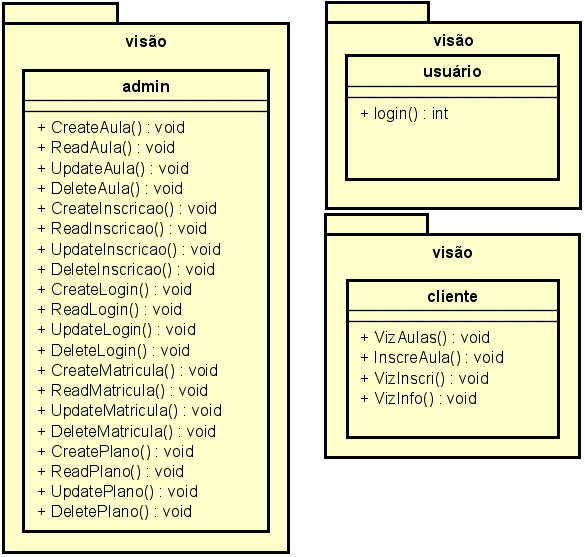 visão
admin
+ CreateAula() : void
+ ReadAula() : void
+ UpdateAula() : void
+ DeleteAula() : void
+ CreateInscricao() : void
+ ReadInscricao() : void
+ UpdateInscricao() : void
+ DeleteInscricao() : void
+ CreateLogin() : void
+ ReadLogin() : void
+ UpdateLogin() : void
+ DeleteLogin() : void
+ CreateMatricula() : void
+ ReadMatricula() : void
+ UpdateMatricula() : void
+ DeleteMatricula() : void
+ CreatePlano() : void
+ ReadPlano() : void
+ UpdatePlano() : void
+ DeletePlano() : void
visão
usuário
+ login() : int
visão
cliente
+ VizAulas() : void
+ InscreAula() : void
+ VizInscri() : void
+ VizInfo() : void